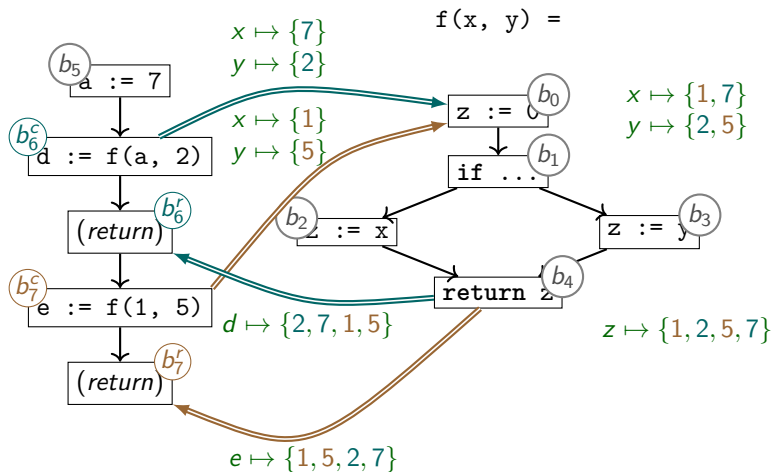 f(x, y) =
x ↦ {7}
y ↦ {2}
b₅
a := 7
x ↦ {1}
y ↦ {5}
b₀
z := 0
x ↦ {1, 7}
y ↦ {2, 5}
b₆ᶜ
d := f(a, 2)
b₁
if ...
b₆ʳ
(return)
b₂
z := x
b₃
z := y
b₇ᶜ
e := f(1, 5)
b₄
return z
d ↦ {2, 7, 1, 5}
z ↦ {1, 2, 5, 7}
b₇ʳ
(return)
e ↦ {1, 5, 2, 7}